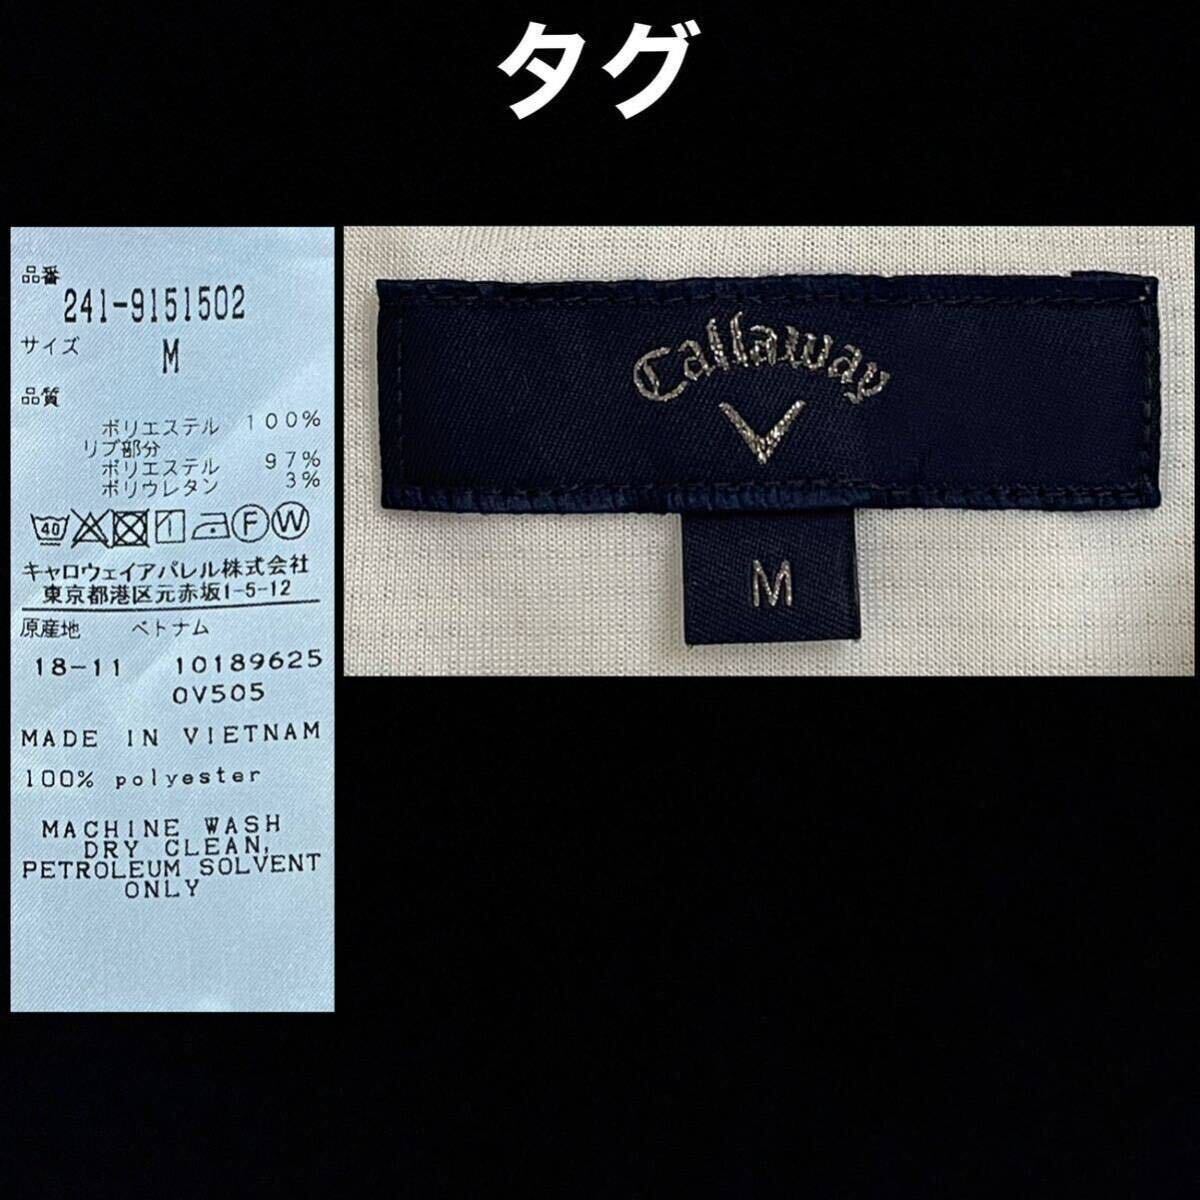 タグ
品番
241-9151502
サイズ
M
品質
ポリエステル 100%
リブ部分
ポリエステル 97%
ポリウレタン 3%
40 F W
キャロウェイアパレル株式会社
東京都港区元赤坂1-5-12
原産地 ベトナム
18-11 10189625
0V505
MADE IN VIETNAM
100% polyester
MACHINE WASH
DRY CLEAN,
PETROLEUM SOLVENT
ONLY
Callaway
M